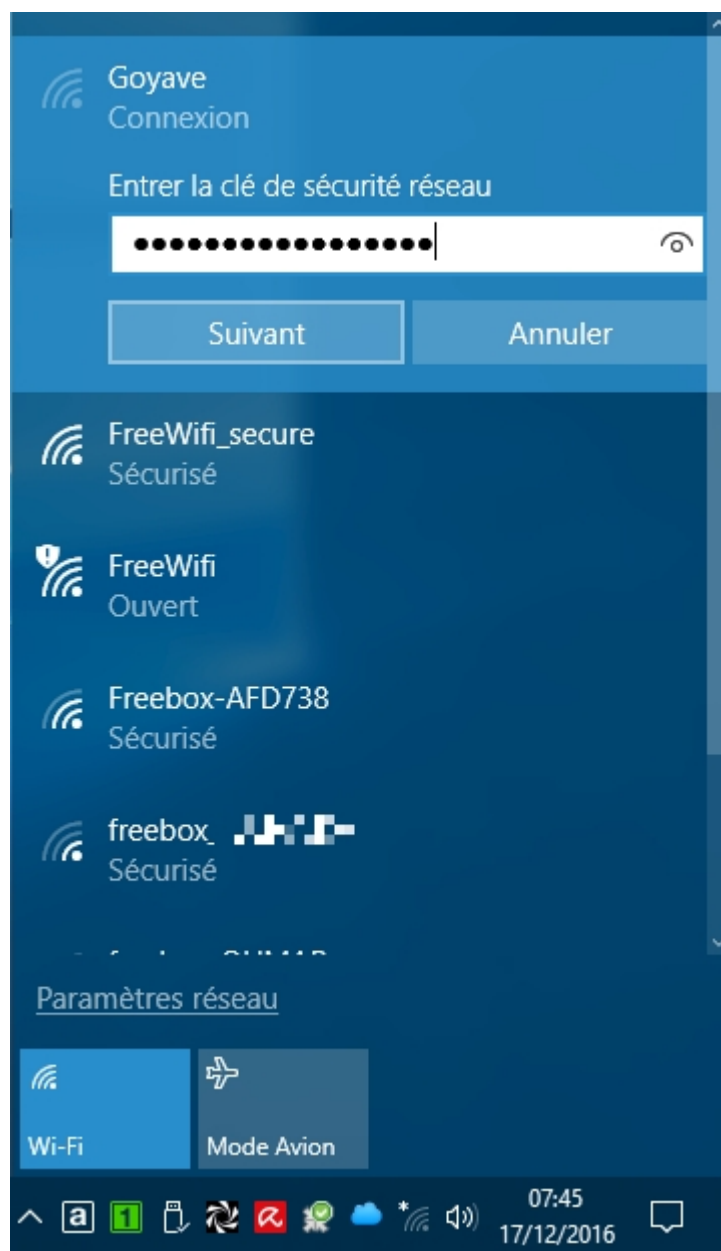 Goyave
Connexion
Entrer la clé de sécurité réseau
•••••••••••••••••
Suivant
Annuler
FreeWifi_secure
Sécurisé
FreeWifi
Ouvert
Freebox-AFD738
Sécurisé
freebox_
Sécurisé
Paramètres réseau
Wi-Fi
Mode Avion
a
1
07:45
17/12/2016